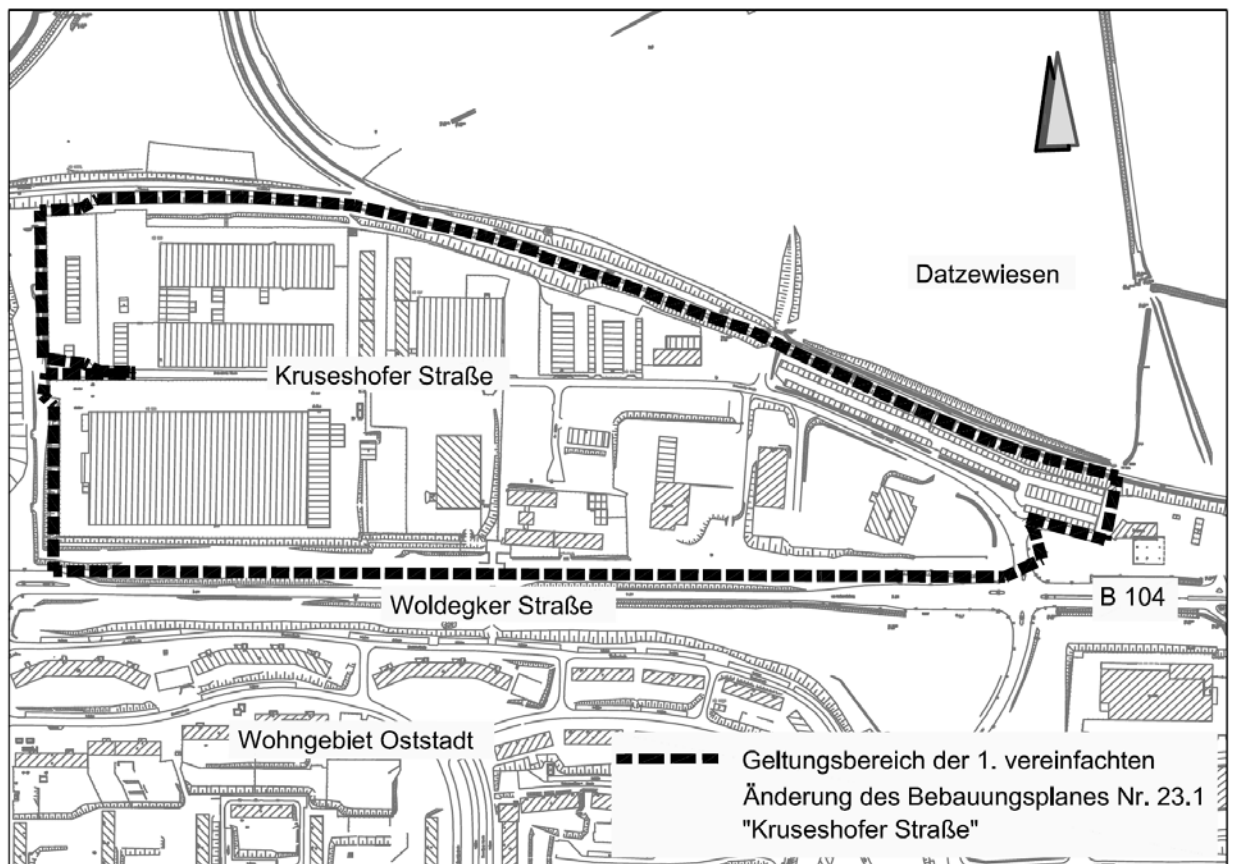 Datzewiesen
Kruseshofer Straße
Woldegker Straße
B 104
Wohngebiet Oststadt
Geltungsbereich der 1. vereinfachten
Änderung des Bebauungsplanes Nr. 23.1
"Kruseshofer Straße"